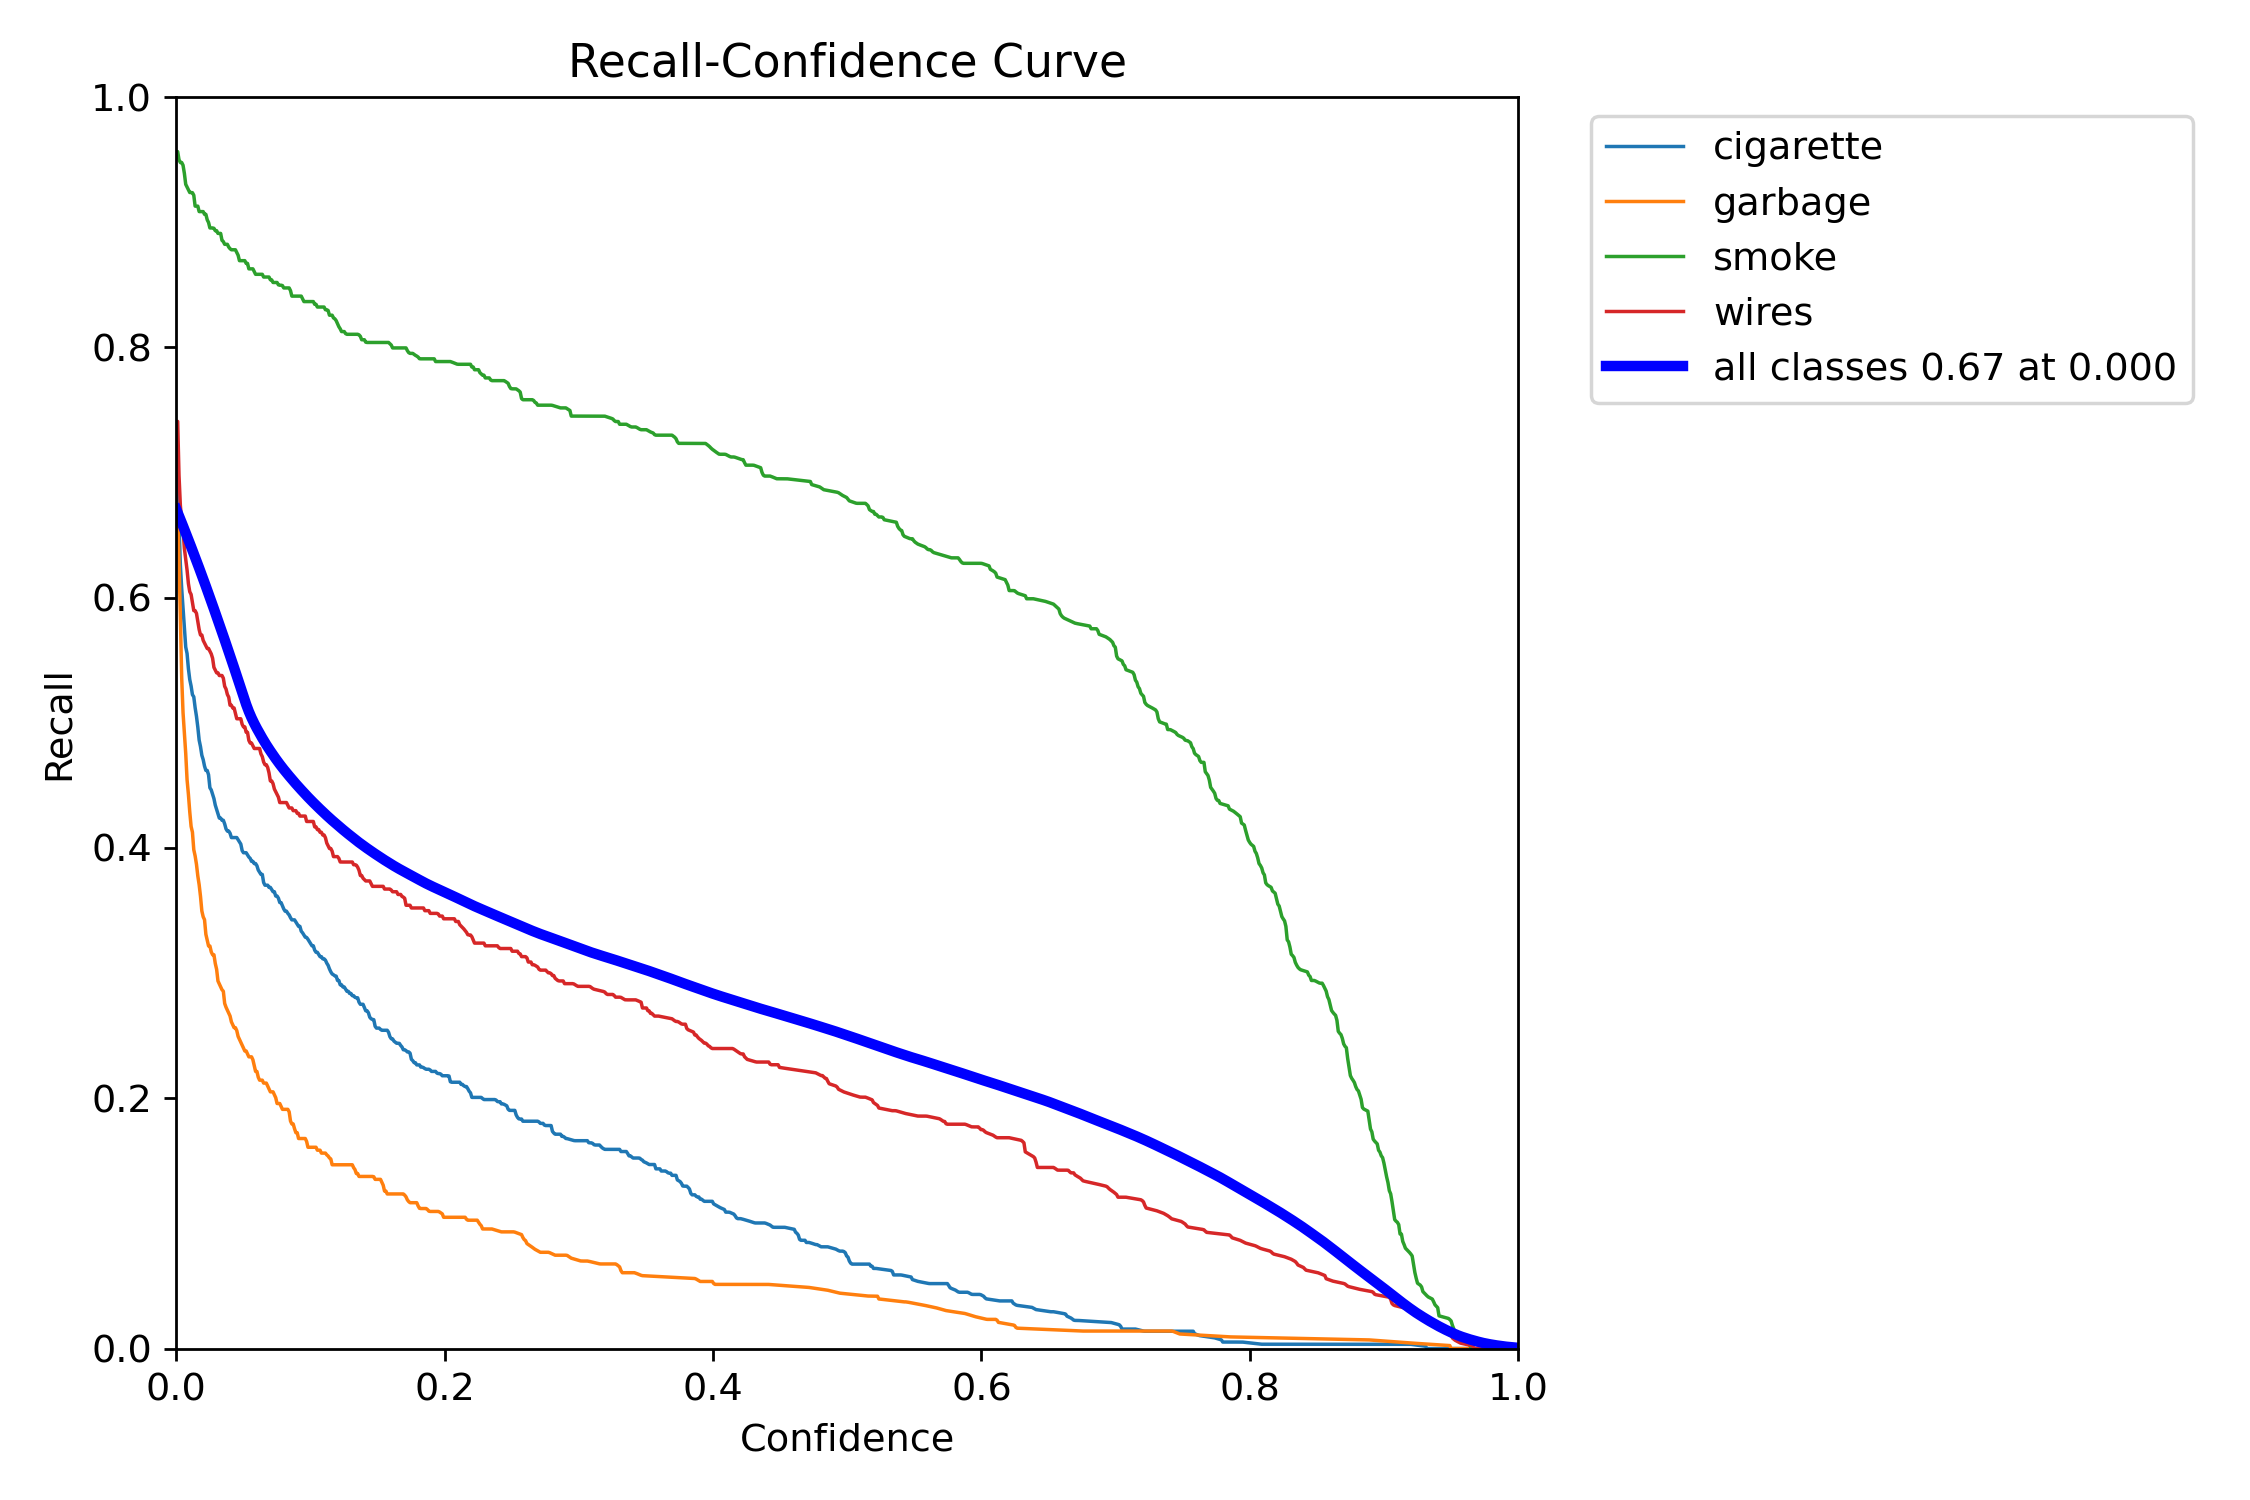 Recall-Confidence Curve
1.0
0.8
0.6
0.4
0.2
0.0
Recall
0.0 0.2 0.4 0.6 0.8 1.0
Confidence
cigarette
garbage
smoke
wires
all classes 0.67 at 0.000